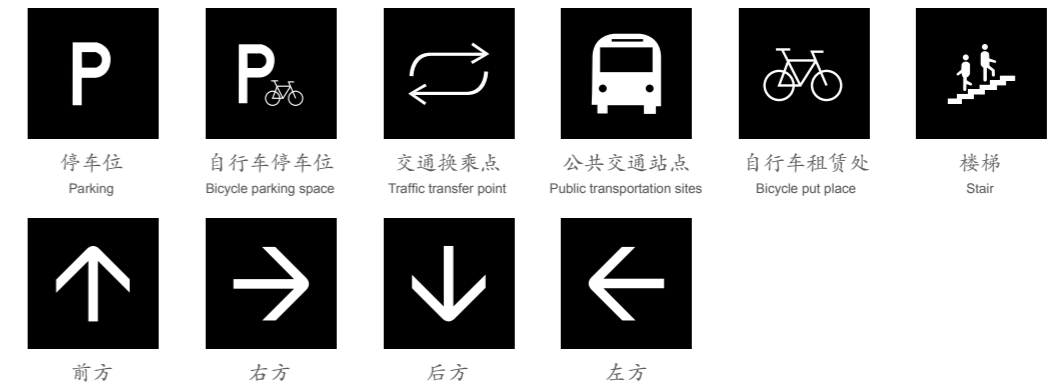 P
P
停车位
自行车停车位
交通换乘点
公共交通站点
自行车租赁处
楼梯
Parking
Bicycle parking space
Traffic transfer point
Public transportation sites
Bicycle put place
Stair
前方
右方
后方
左方